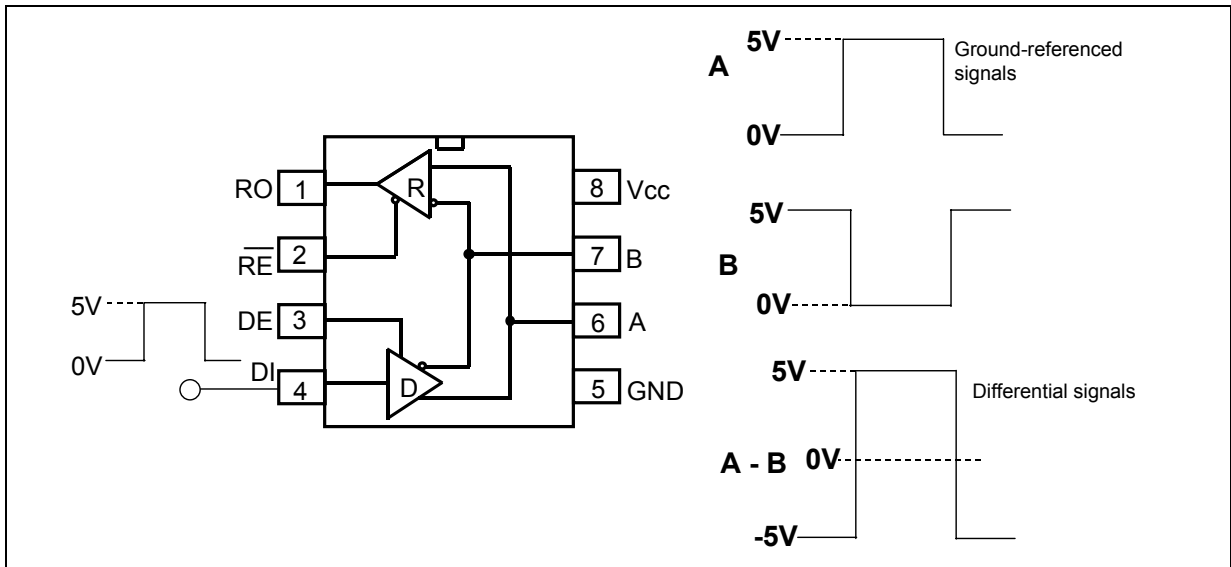 RO 1
RE 2
DE 3
DI 4
R
D
8 Vcc
7 B
6 A
5 GND
5V
0V
A
5V
0V
Ground-referenced
signals
B
5V
0V
A - B
5V
0V
-5V
Differential signals